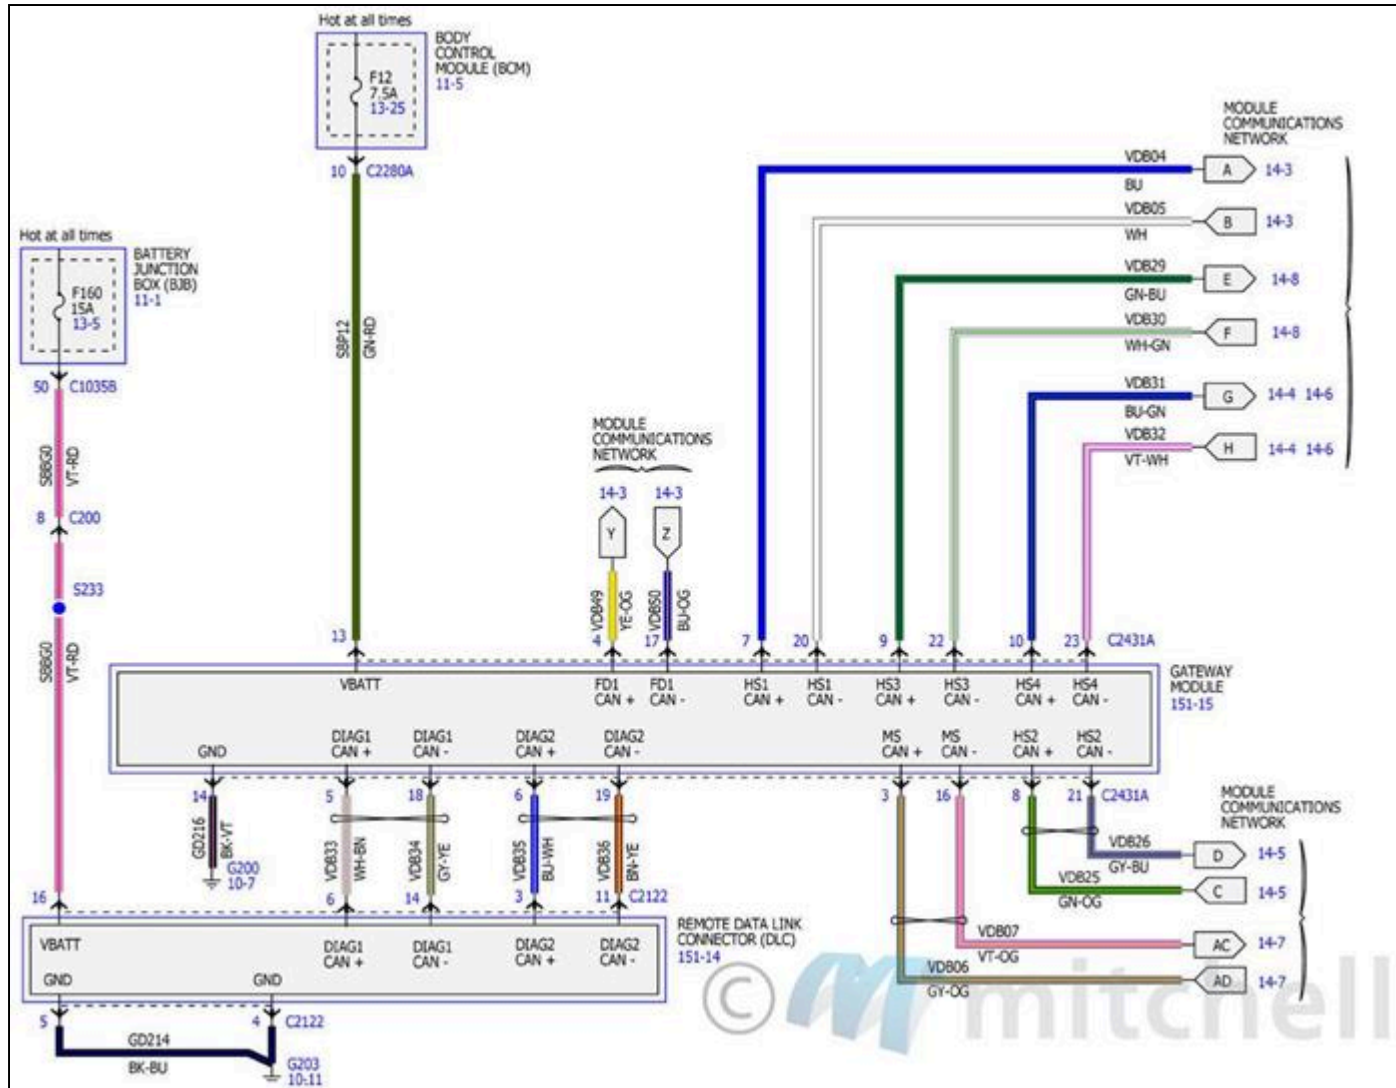 Hot at all times
BODY
CONTROL
MODULE (BCM)
11-5
F12
7.5A
13-25
10 C2280A
MODULE
COMMUNICATIONS
NETWORK
VDB04
BU
A 14-3
VDB05
WH
B 14-3
VDB29
GN-BU
E 14-8
VDB30
WH-GN
F 14-8
VDB31
BU-GN
G 14-4 14-6
VDB32
VT-WH
H 14-4 14-6
Hot at all times
BATTERY
JUNCTION
BOX (BJB)
11-1
F160
15A
13-5
50 C1035B
SBBG0 VT-RD
8 C200
S233
SBBG0 VT-RD
SBP12 GN-RD
MODULE
COMMUNICATIONS
NETWORK
14-3 14-3
Y Z
VDB49 YE-OG VDB50 BU-OG
13 4 17 7 20 9 22 10 23 C2431A
GATEWAY
MODULE
151-15
VBATT
FD1 FD1 HS1 HS1 HS3 HS3 HS4 HS4
CAN + CAN - CAN + CAN - CAN + CAN - CAN + CAN -
GND
DIAG1 DIAG1 DIAG2 DIAG2 MS MS HS2 HS2
CAN + CAN - CAN + CAN - CAN + CAN - CAN + CAN -
14 5 18 6 19 3 16 8 21 C2431A
GD216 BK-VT
G200
10-7
VDB33 WH-BN VDB34 GY-YE VDB35 BU-WH VDB36 BN-YE
MODULE
COMMUNICATIONS
NETWORK
VDB26
GY-BU
D 14-5
VDB25
GN-OG
C 14-5
VDB07
VT-OG
AC 14-7
VDB06
GY-OG
AD 14-7
16 6 14 3 11 C2122
REMOTE DATA LINK
CONNECTOR (DLC)
151-14
VBATT
DIAG1 DIAG1 DIAG2 DIAG2
CAN + CAN - CAN + CAN -
GND GND
5 4 C2122
GD214
BK-BU
G203
10-11
© mitchell